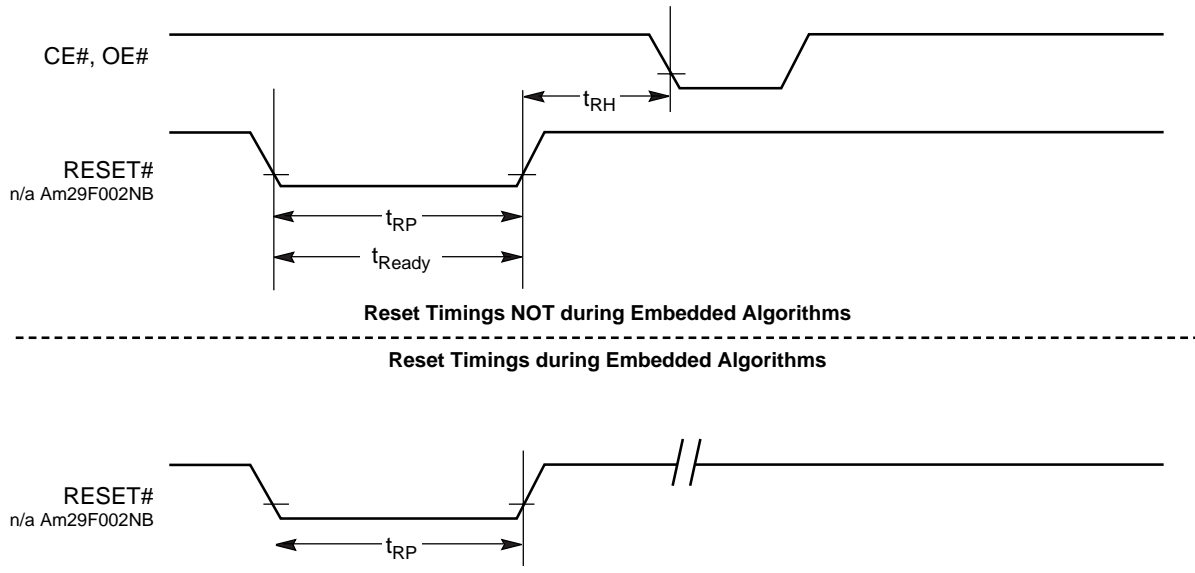 CE#, OE#
tRH
RESET#
n/a Am29F002NB
tRP
tReady
Reset Timings NOT during Embedded Algorithms
Reset Timings during Embedded Algorithms
RESET#
n/a Am29F002NB
tRP